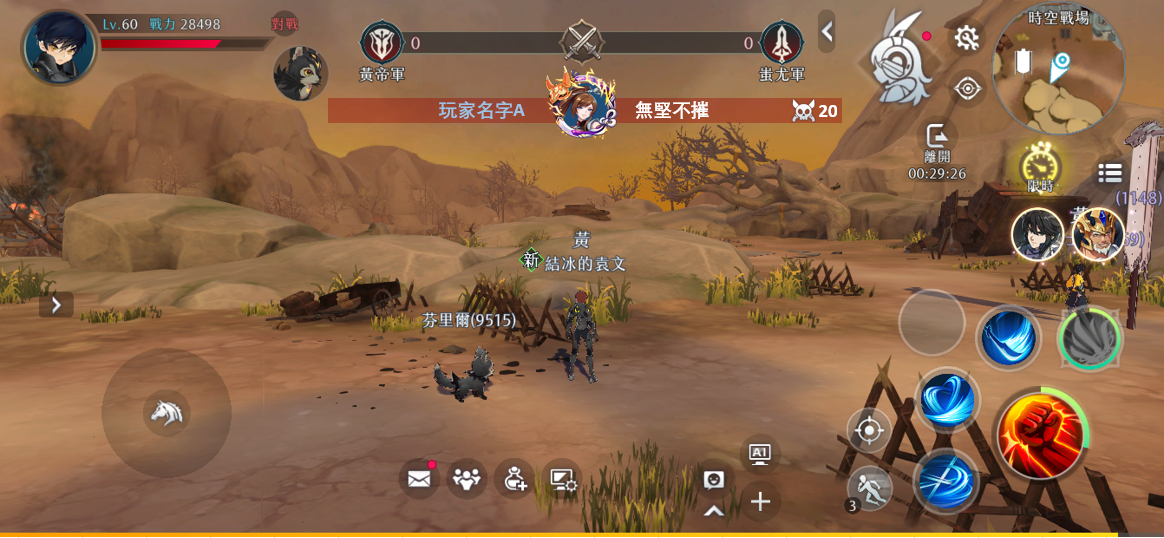 Lv.60 戰力 28498
對戰
0
0
黃帝軍
蚩尤軍
時空戰場
玩家名字A
無堅不摧
20
離開
00:29:26
限時
(1148)
黃
新 結冰的袁文
芬里爾(9515)
A1
3